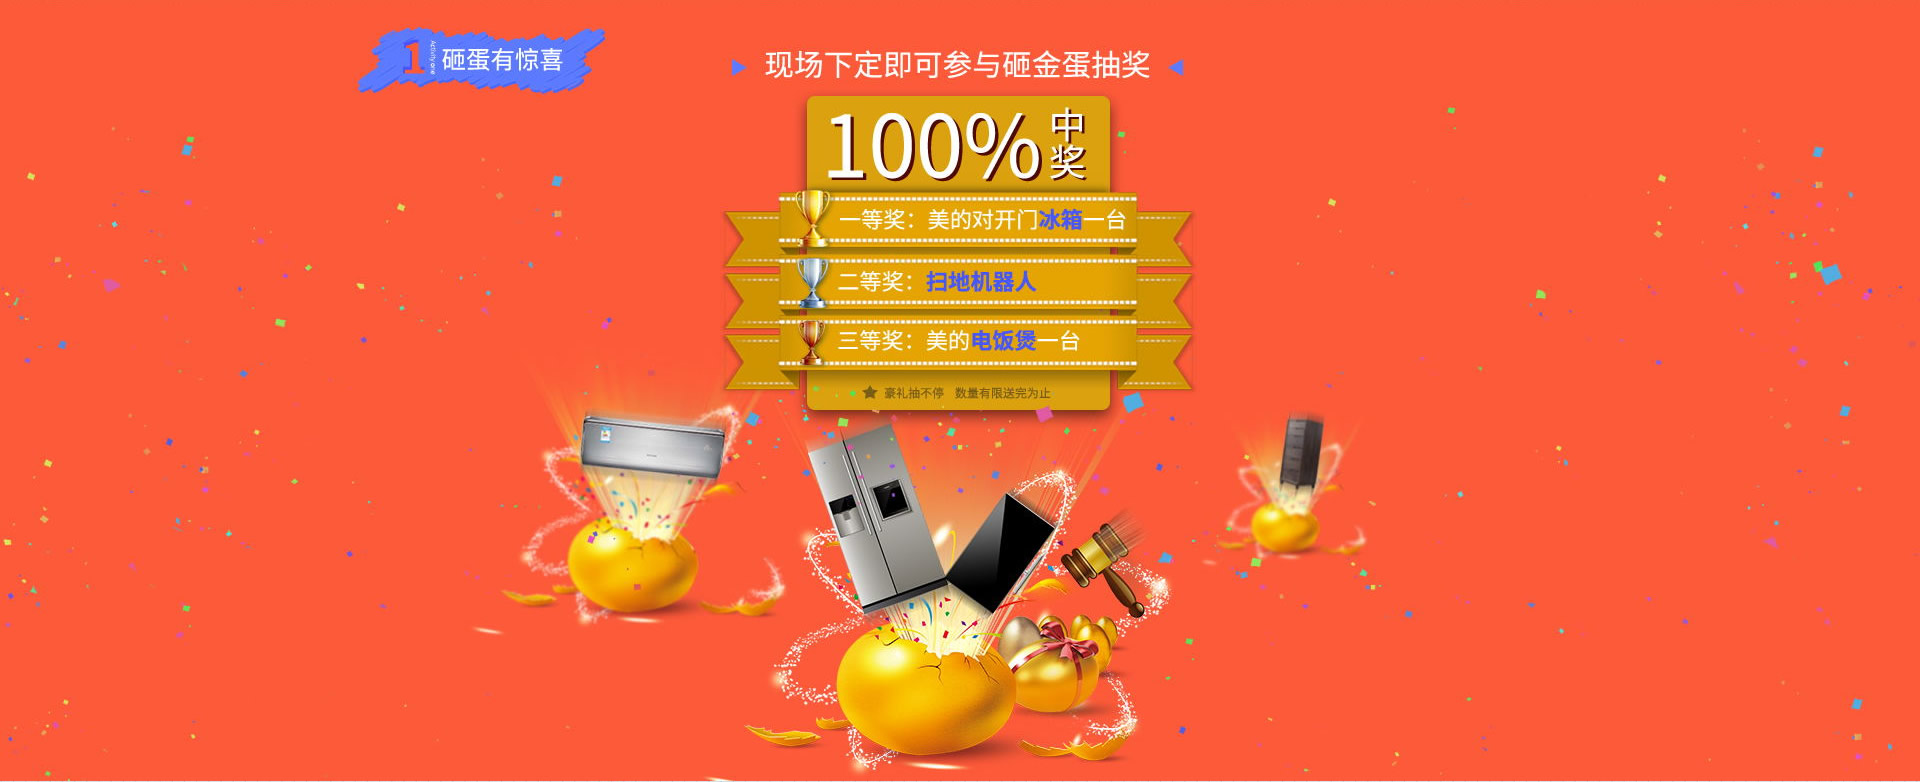 1
Activity one
砸蛋有惊喜
现场下定即可参与砸金蛋抽奖
100%中奖
一等奖：美的对开门冰箱一台
二等奖：扫地机器人
三等奖：美的电饭煲一台
豪礼抽不停 数量有限送完为止